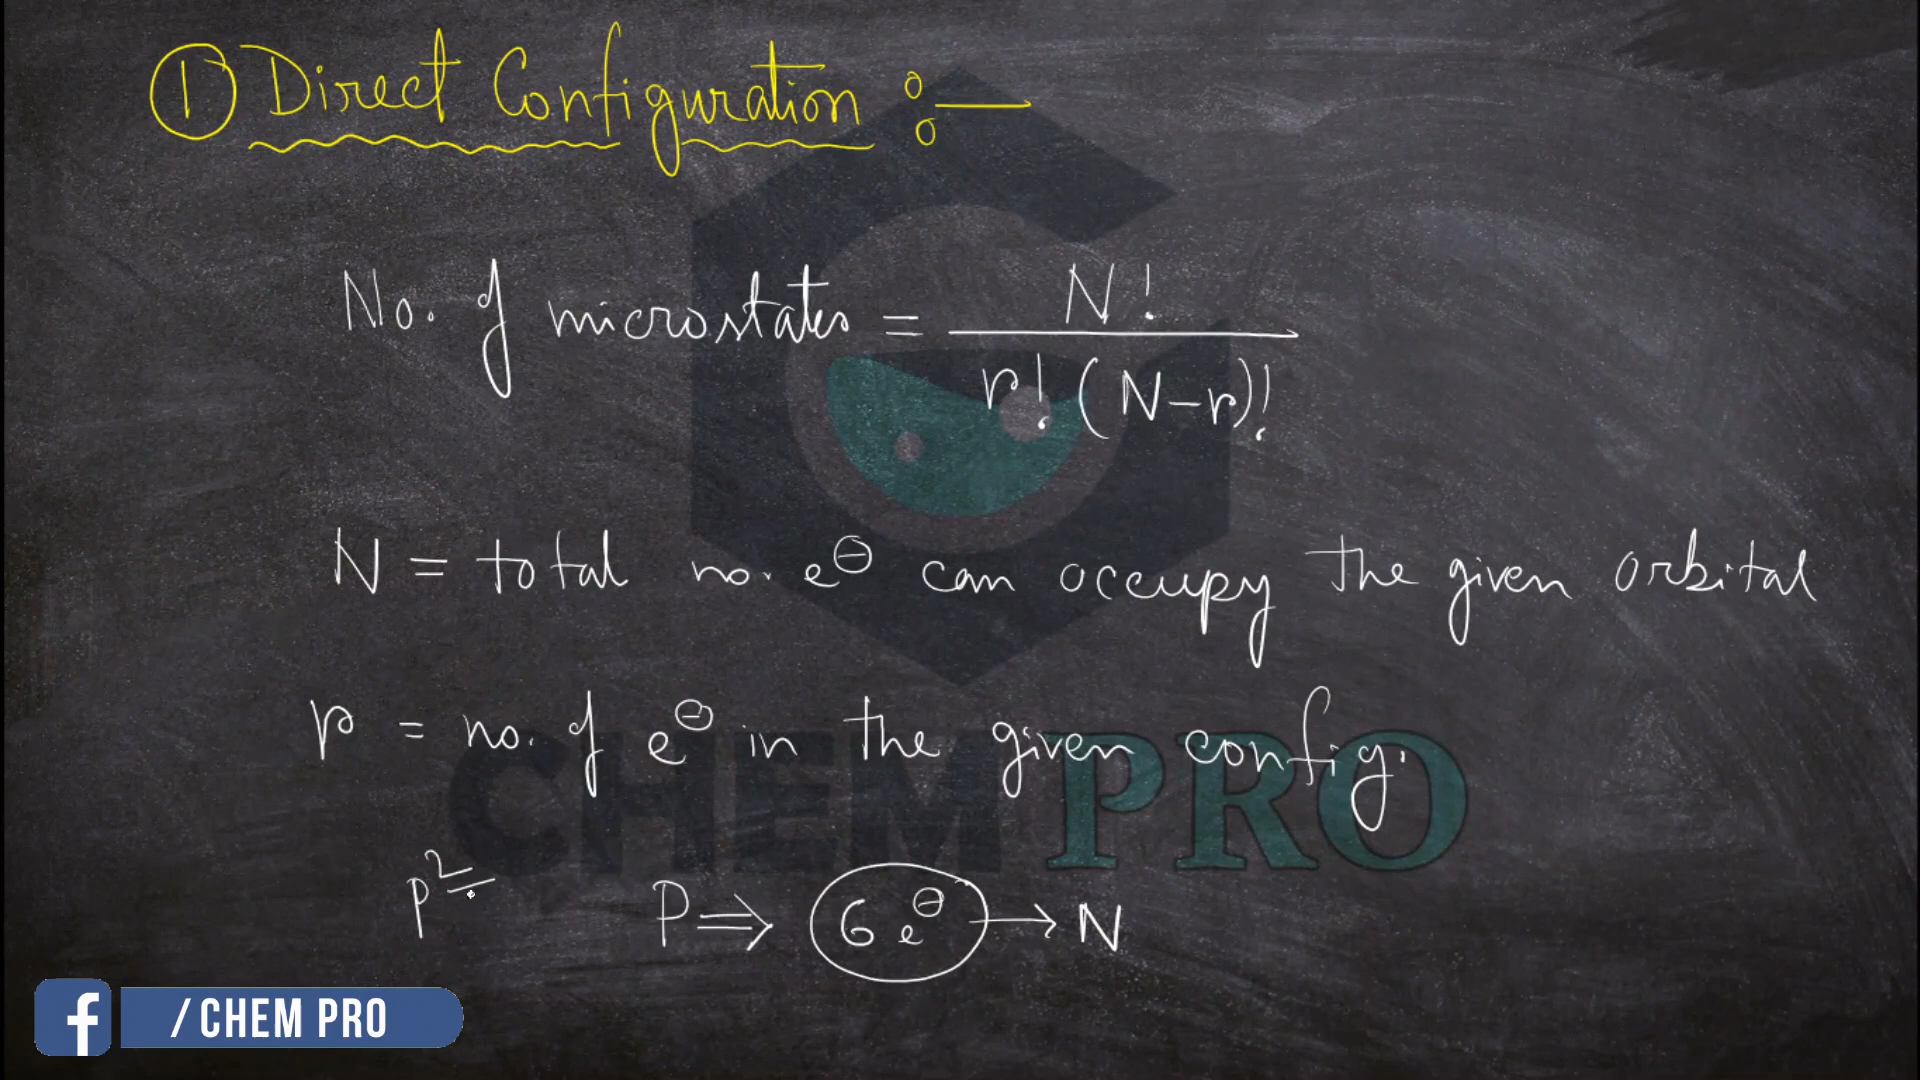 ① Direct Configuration :—
No. of microstates = N! / r! (N-r)!
N = total no. e⊖ can occupy the given orbital
r = no. of e⊖ in the given config.
p² P ⇒ 6 e⊖ → N
CHEM PRO
f /CHEM PRO